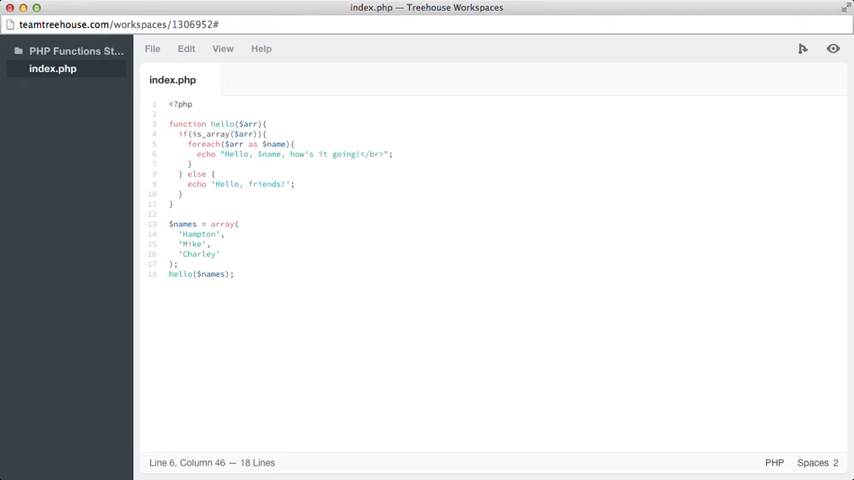 index.php — Treehouse Workspaces
teamtreehouse.com/workspaces/1306952#
PHP Functions St...
index.php
File Edit View Help
index.php
1 <?php
2
3 function hello($arr){
4 if(is_array($arr)){
5 foreach($arr as $name){
6 echo "Hello, $name, how's it going!</br>";
7 }
8 } else {
9 echo 'Hello, friends!';
10 }
11 }
12
13 $names = array(
14 'Hampton',
15 'Mike',
16 'Charley'
17 );
18 hello($names);
Line 6, Column 46 — 18 Lines
PHP Spaces 2